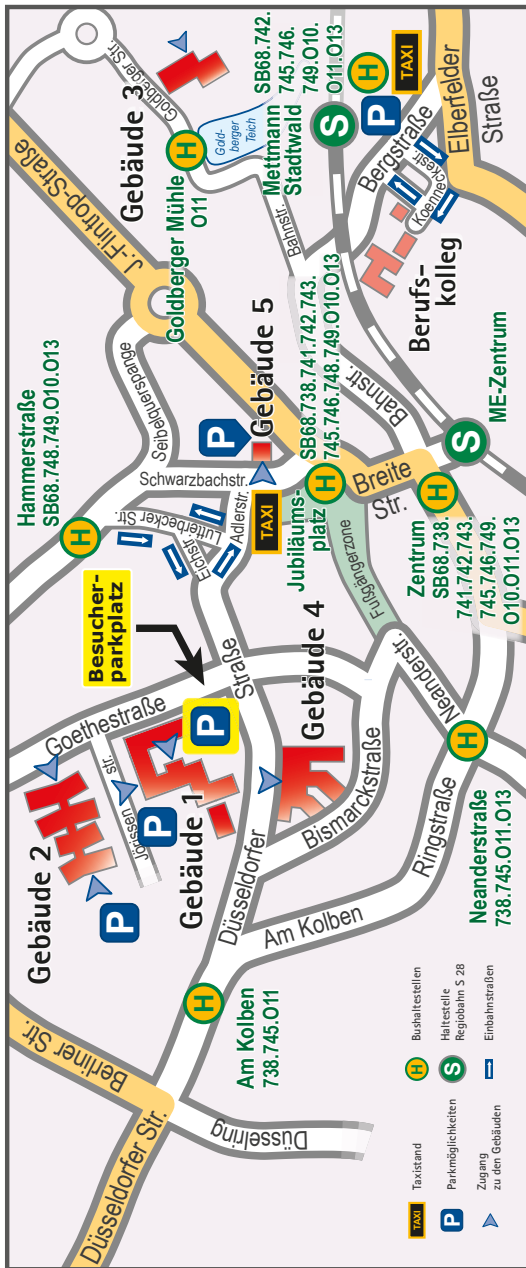 Düsseldorfer Str.
Berliner Str.
Düsselring
Am Kolben
738.745.O11
Düsseldorfer
Straße
Am Kolben
Ringstraße
Bismarckstraße
Neanderstr.
Neanderstraße
738.745.O11.O13
Gebäude 2
Jörissen
str.
Goethestraße
Gebäude 1
Besucher-
parkplatz
Gebäude 4
P
P
P
Hammerstraße
SB68.748.749.O10.O13
Eichstr.
Lutterbecker Str.
Adlerstr.
TAXI
Schwarzbachstr.
Seibelquerspange
P
Gebäude 5
Jubiläums-
platz
SB68.738.741.742.743.
745.746.748.749.O10.O13
Fußgängerzone
Breite
Str.
Zentrum
SB68.738.
741.742.743.
745.746.749.
O10.O11.O13
ME-Zentrum
J.-Flintrop-Straße
Goldberger Mühle
O11
Gebäude 3
Goldberger Str.
Gold-
berger
Teich
Bahnstr.
Bahnstr.
Mettmann
Stadtwald
SB68.742.
745.746.
749.O10.
O11.O13
P
TAXI
Bergstraße
Koenneckestr.
Elberfelder
Straße
Berufs-
kolleg
H
H
H
H
H
H
H
S
S
TAXI
Taxistand
P
Parkmöglichkeiten
Zugang
zu den Gebäuden
H
Bushaltestellen
S
Haltestelle
Regiobahn S 28
Einbahnstraßen